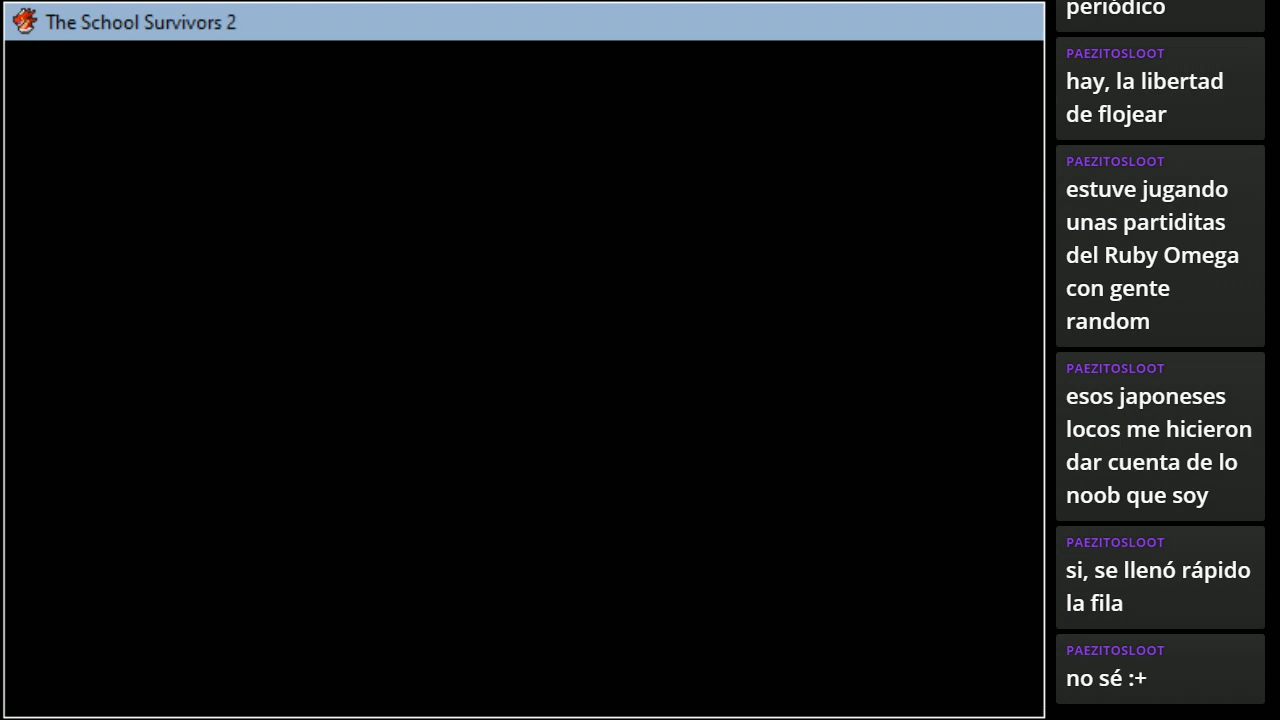 The School Survivors 2
periódico
PAEZITOSLOOT
hay, la libertad
de flojear
PAEZITOSLOOT
estuve jugando
unas partiditas
del Ruby Omega
con gente
random
PAEZITOSLOOT
esos japoneses
locos me hicieron
dar cuenta de lo
noob que soy
PAEZITOSLOOT
si, se llenó rápido
la fila
PAEZITOSLOOT
no sé :+